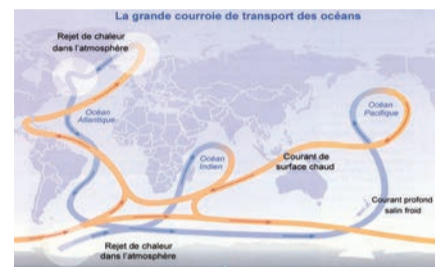 La grande courroie de transport des océans
Rejet de chaleur
dans l'atmosphère
Océan
Atlantique
Océan
Pacifique
Océan
Indien
Courant de
surface chaud
Courant profond
salin froid
Rejet de chaleur
dans l'atmosphère